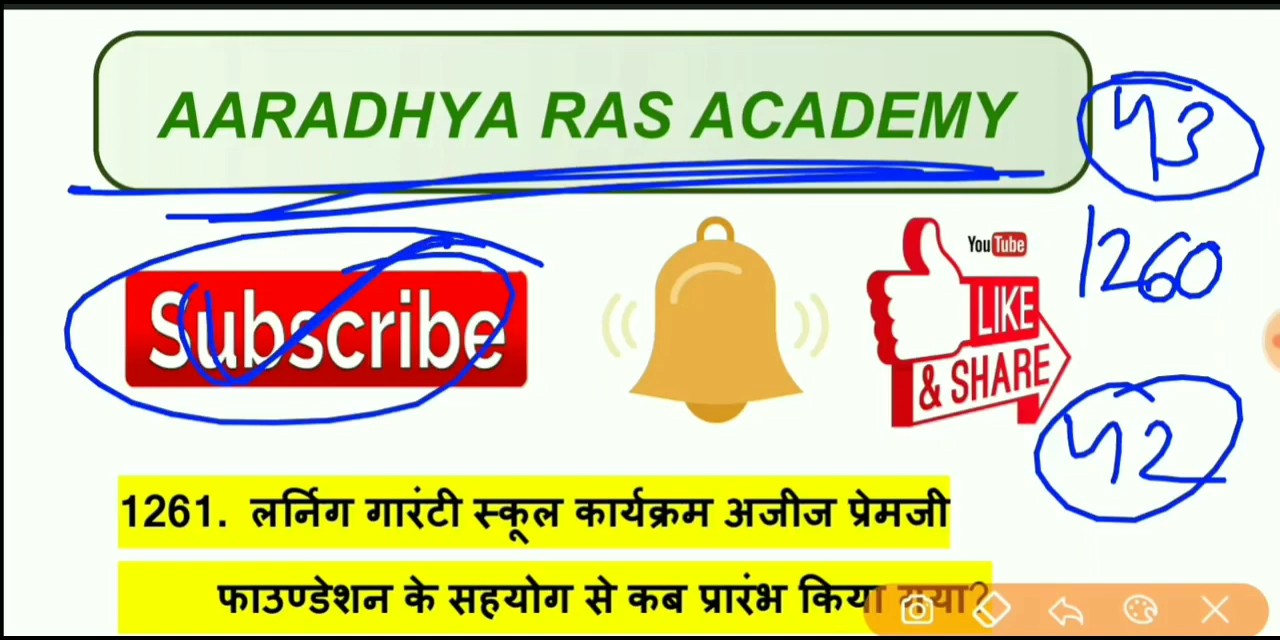 AARADHYA RAS ACADEMY
43
1260
Subscribe
YouTube
LIKE
& SHARE
42
1261. लर्निग गारंटी स्कूल कार्यक्रम अजीज प्रेमजी
फाउण्डेशन के सहयोग से कब प्रारंभ किया गया?